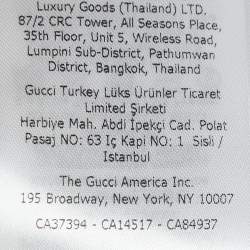 Luxury Goods (Thailand) LTD.
87/2 CRC Tower, All Seasons Place,
35th Floor, Unit 5, Wireless Road,
Lumpini Sub-District, Pathumwan
District, Bangkok, Thailand
Gucci Turkey Lüks Ürünler Ticaret
Limited Şirketi
Harbiye Mah. Abdi İpekçi Cad. Polat
Pasaj NO: 63 İç Kapi NO: 1 Sisli /
İstanbul
The Gucci America Inc.
195 Broadway, New York, NY 10007
CA37394 - CA14517 - CA84937